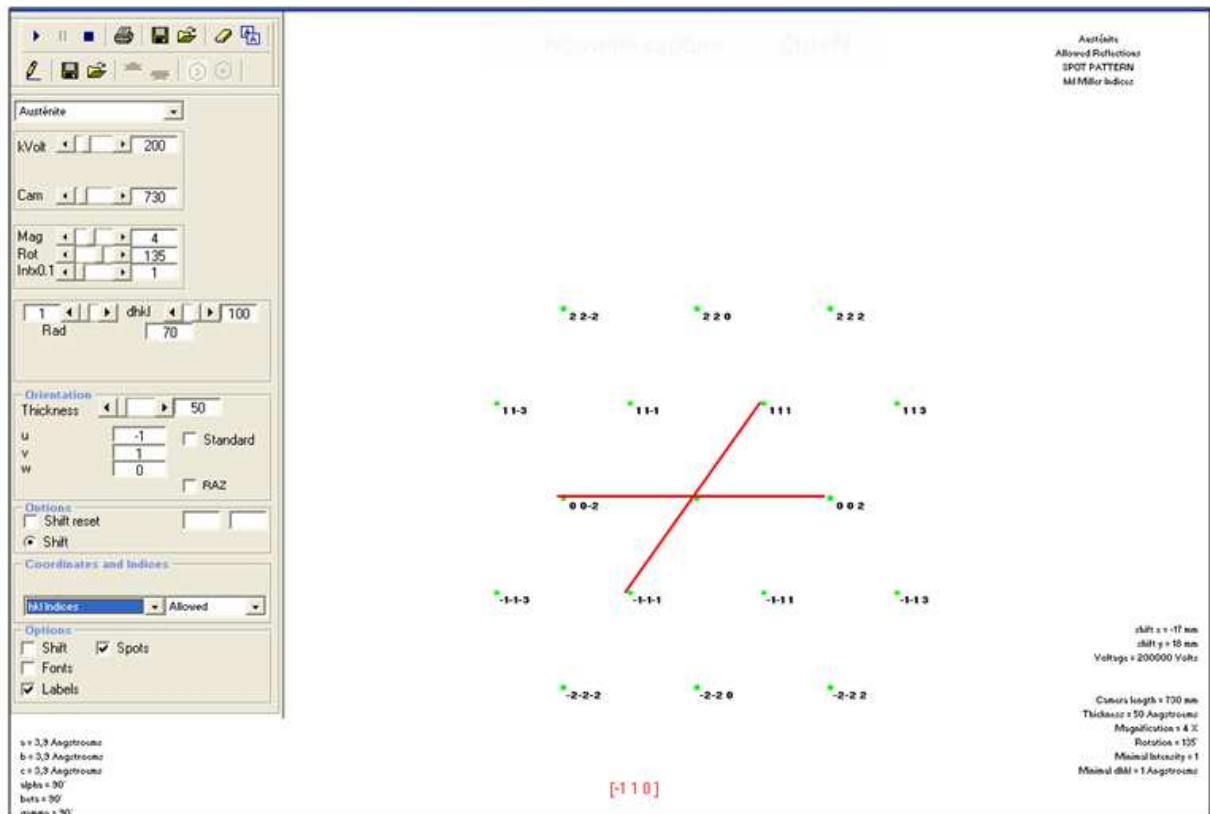 Austénite
Allowed Reflections
SPOT PATTERN
hkl Miller Indices
Austénite
kVolt 200
Cam 730
Mag 4
Rot 135
Intx0.1 1
1 dhkl 100
Rad 70
Orientation
Thickness 50
u -1
v 1
w 0
Standard
RAZ
Options
Shift reset
Shift
Coordinates and Indices
hkl Indices Allowed
Options
Shift Spots
Fonts
Labels
2 2-2 2 2 0 2 2 2
1 1-3 1 1-1 1 1 1 1 1 3
0 0-2 0 0 2
-1-1-3 -1-1-1 -1-1 1 -1-1 3
-2-2-2 -2-2 0 -2-2 2
shift x = -17 mm
shift y = 18 mm
Voltage = 200000 Volts
Camera length = 730 mm
Thickness = 50 Angstroems
Magnification = 4 X
Rotation = 135°
Minimal Intensity = 1
Minimal dhkl = 1 Angstroems
a = 3,9 Angstroems
b = 3,9 Angstroems
c = 3,9 Angstroems
alpha = 90°
beta = 90°
gamma = 90°
[-1 1 0]